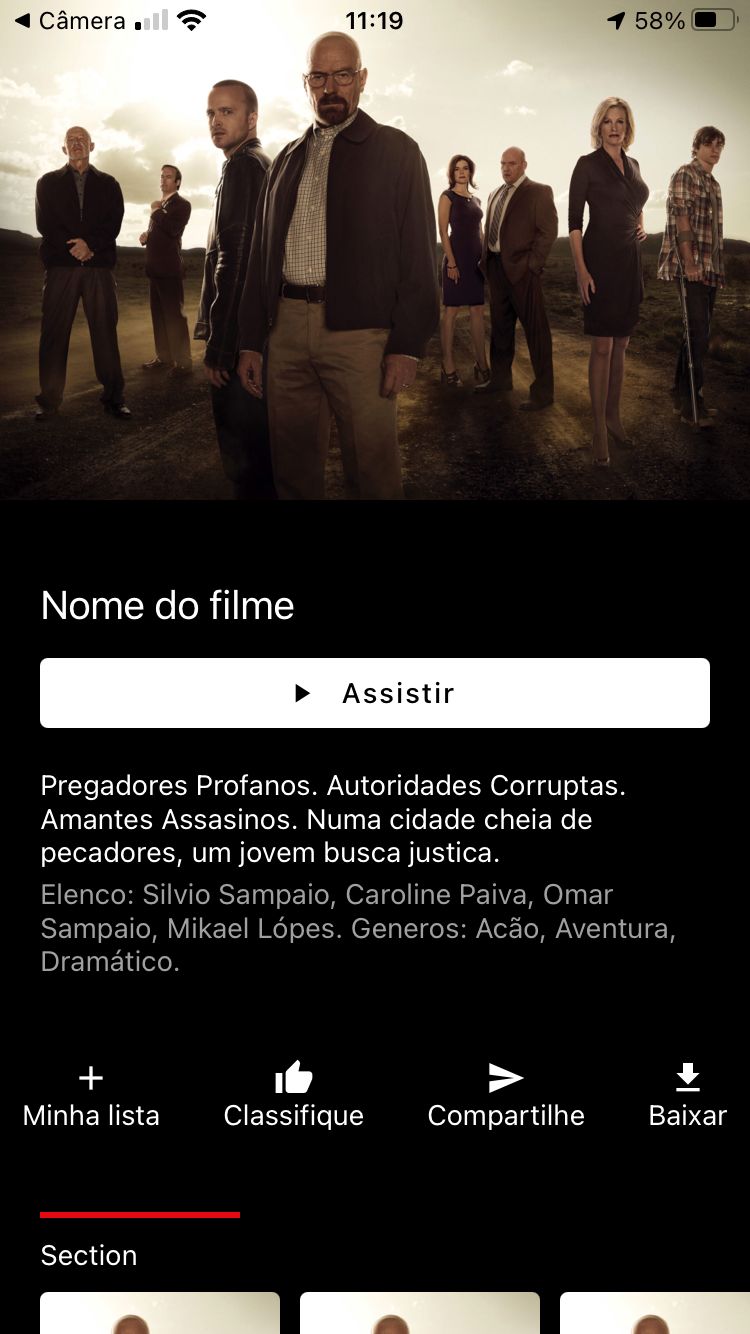 Câmera
11:19
58%
Nome do filme
Assistir
Pregadores Profanos. Autoridades Corruptas.
Amantes Assasinos. Numa cidade cheia de
pecadores, um jovem busca justica.
Elenco: Silvio Sampaio, Caroline Paiva, Omar
Sampaio, Mikael Lópes. Generos: Acão, Aventura,
Dramático.
Minha lista Classifique Compartilhe Baixar
Section